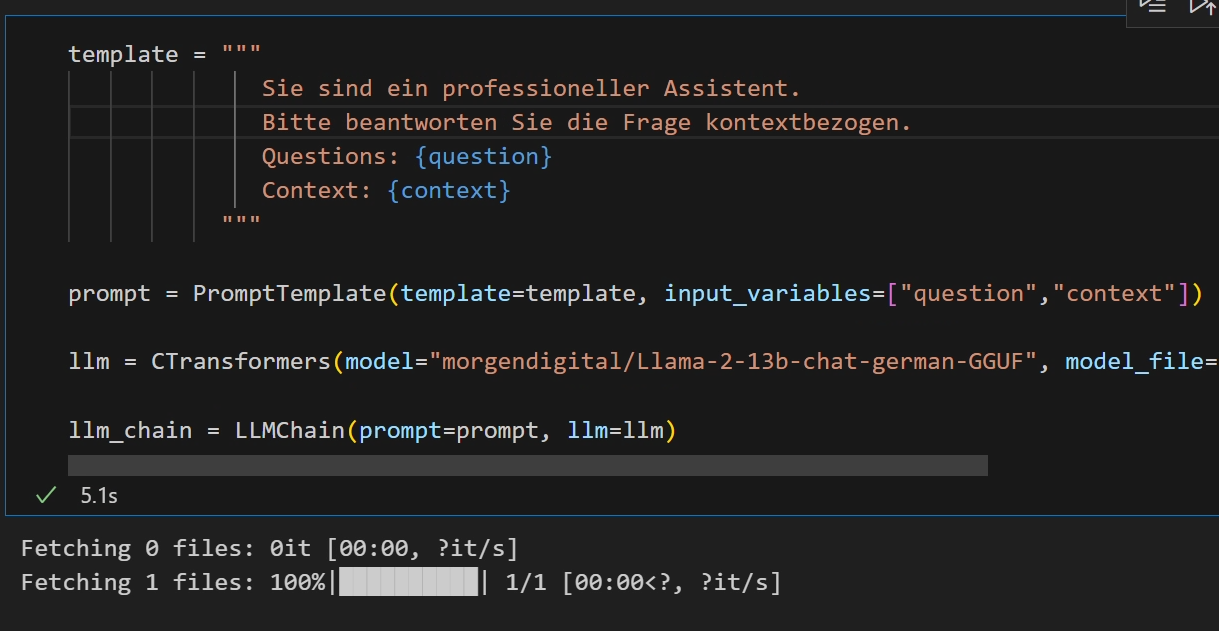 template = """
Sie sind ein professioneller Assistent.
Bitte beantworten Sie die Frage kontextbezogen.
Questions: {question}
Context: {context}
"""
prompt = PromptTemplate(template=template, input_variables=["question","context"])
llm = CTransformers(model="morgendigital/Llama-2-13b-chat-german-GGUF", model_file=
llm_chain = LLMChain(prompt=prompt, llm=llm)
5.1s
Fetching 0 files: 0it [00:00, ?it/s]
Fetching 1 files: 100%|██████████| 1/1 [00:00<?, ?it/s]